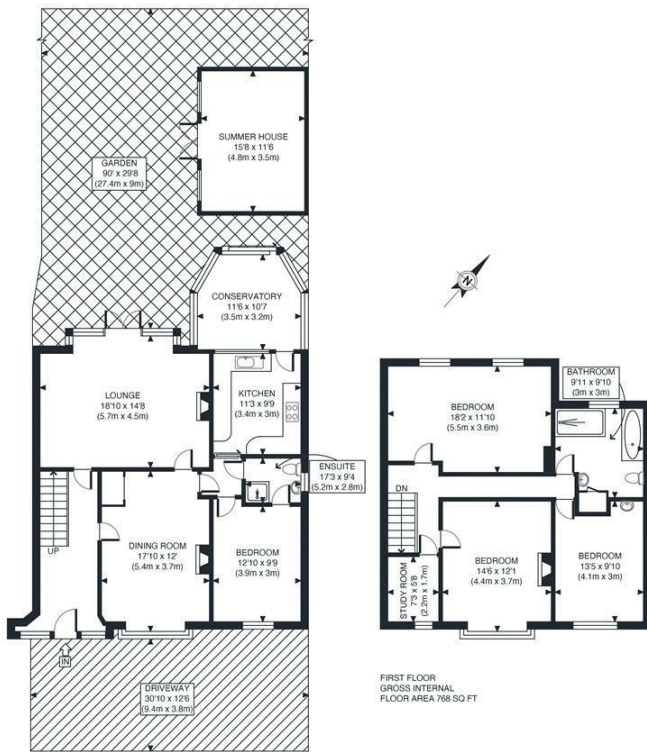 GARDEN
90' x 29'8
(27.4m x 9m)
SUMMER HOUSE
15'8 x 11'6
(4.8m x 3.5m)
CONSERVATORY
11'6 x 10'7
(3.5m x 3.2m)
LOUNGE
18'10 x 14'8
(5.7m x 4.5m)
KITCHEN
11'3 x 9'9
(3.4m x 3m)
ENSUITE
17'3 x 9'4
(5.2m x 2.8m)
UP
DINING ROOM
17'10 x 12'
(5.4m x 3.7m)
BEDROOM
12'10 x 9'9
(3.9m x 3m)
IN
DRIVEWAY
30'10 x 12'6
(9.4m x 3.8m)
N
BATHROOM
9'11 x 9'10
(3m x 3m)
BEDROOM
18'2 x 11'10
(5.5m x 3.6m)
DN
STUDY ROOM
7'3 x 5'8
(2.2m x 1.7m)
BEDROOM
14'6 x 12'1
(4.4m x 3.7m)
BEDROOM
13'5 x 9'10
(4.1m x 3m)
FIRST FLOOR
GROSS INTERNAL
FLOOR AREA 768 SQ FT